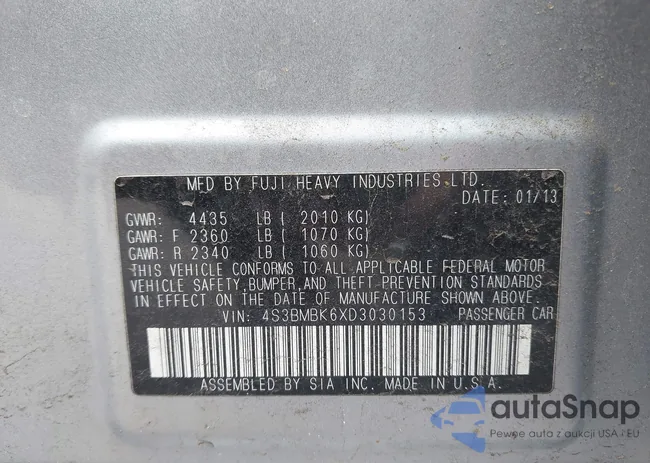 MFD BY FUJI HEAVY INDUSTRIES LTD.
DATE: 01/13
GVWR: 4435 LB ( 2010 KG)
GAWR: F 2360 LB ( 1070 KG)
GAWR: R 2340 LB ( 1060 KG)
THIS VEHICLE CONFORMS TO ALL APPLICABLE FEDERAL MOTOR
VEHICLE SAFETY, BUMPER, AND THEFT PREVENTION STANDARDS
IN EFFECT ON THE DATE OF MANUFACTURE SHOWN ABOVE.
VIN: 4S3BMBK6XD3030153 PASSENGER CAR
ASSEMBLED BY SIA INC. MADE IN U.S.A.
autaSnap
Pewne auta z aukcji USA i EU